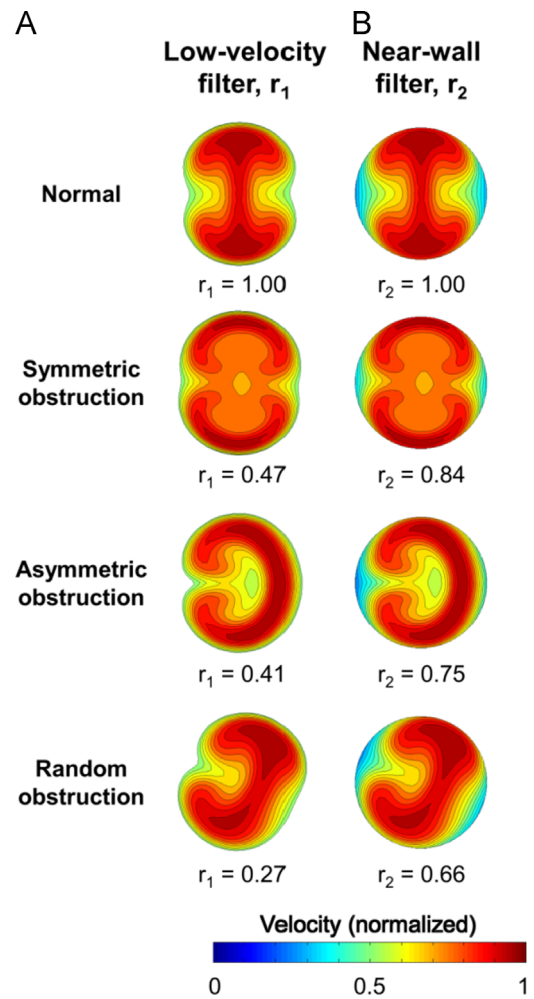 A
B
Low-velocity
filter, r₁
Near-wall
filter, r₂
Normal
r₁ = 1.00
r₂ = 1.00
Symmetric
obstruction
r₁ = 0.47
r₂ = 0.84
Asymmetric
obstruction
r₁ = 0.41
r₂ = 0.75
Random
obstruction
r₁ = 0.27
r₂ = 0.66
Velocity (normalized)
0
0.5
1